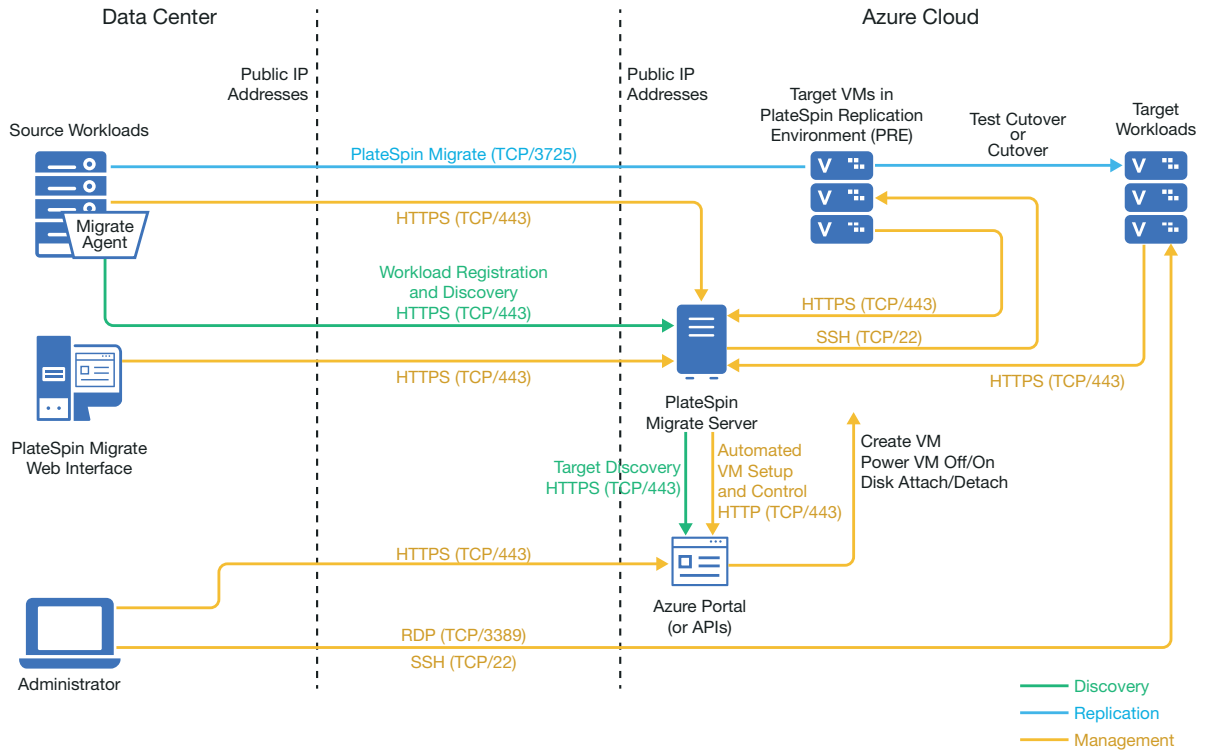 Data Center
Azure Cloud
Public IP
Addresses
Public IP
Addresses
Source Workloads
Target VMs in
PlateSpin Replication
Environment (PRE)
Test Cutover
or
Cutover
Target
Workloads
PlateSpin Migrate (TCP/3725)
V
V
V
V
V
V
HTTPS (TCP/443)
Migrate
Agent
Workload Registration
and Discovery
HTTPS (TCP/443)
HTTPS (TCP/443)
SSH (TCP/22)
HTTPS (TCP/443)
HTTPS (TCP/443)
PlateSpin Migrate
Web Interface
PlateSpin
Migrate Server
Target Discovery
HTTPS (TCP/443)
Automated
VM Setup
and Control
HTTP (TCP/443)
Create VM
Power VM Off/On
Disk Attach/Detach
HTTPS (TCP/443)
Azure Portal
(or APIs)
RDP (TCP/3389)
SSH (TCP/22)
Administrator
Discovery
Replication
Management